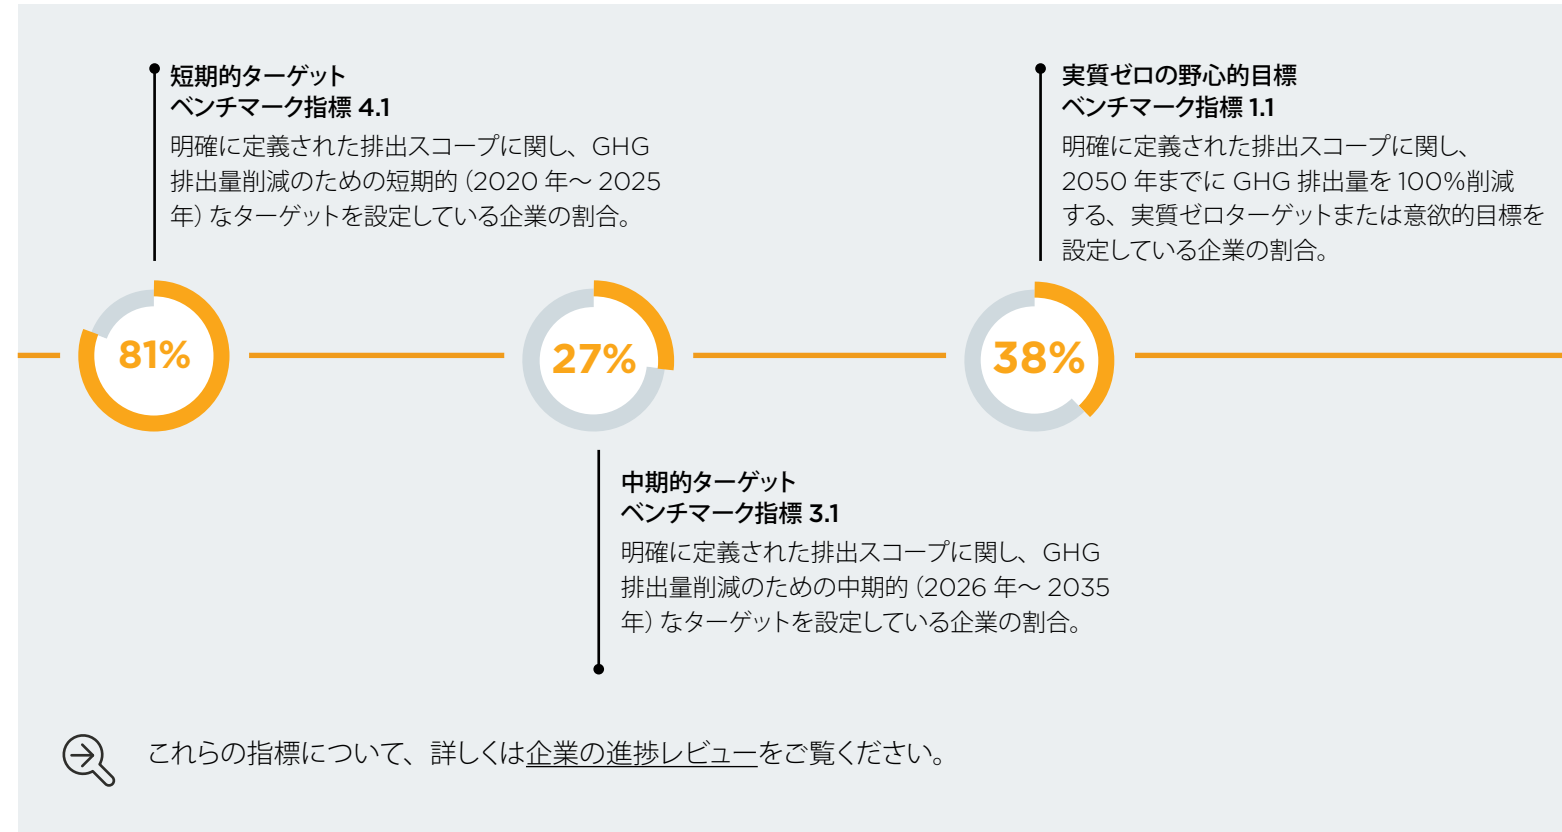 短期的ターゲット
ベンチマーク指標 4.1
明確に定義された排出スコープに関し、GHG
排出量削減のための短期的（2020 年～ 2025
年）なターゲットを設定している企業の割合。
実質ゼロの野心的目標
ベンチマーク指標 1.1
明確に定義された排出スコープに関し、
2050 年までに GHG 排出量を 100％削減
する、実質ゼロターゲットまたは意欲的目標を
設定している企業の割合。
81%
27%
38%
中期的ターゲット
ベンチマーク指標 3.1
明確に定義された排出スコープに関し、GHG
排出量削減のための中期的（2026 年～ 2035
年）なターゲットを設定している企業の割合。
これらの指標について、詳しくは企業の進捗レビューをご覧ください。